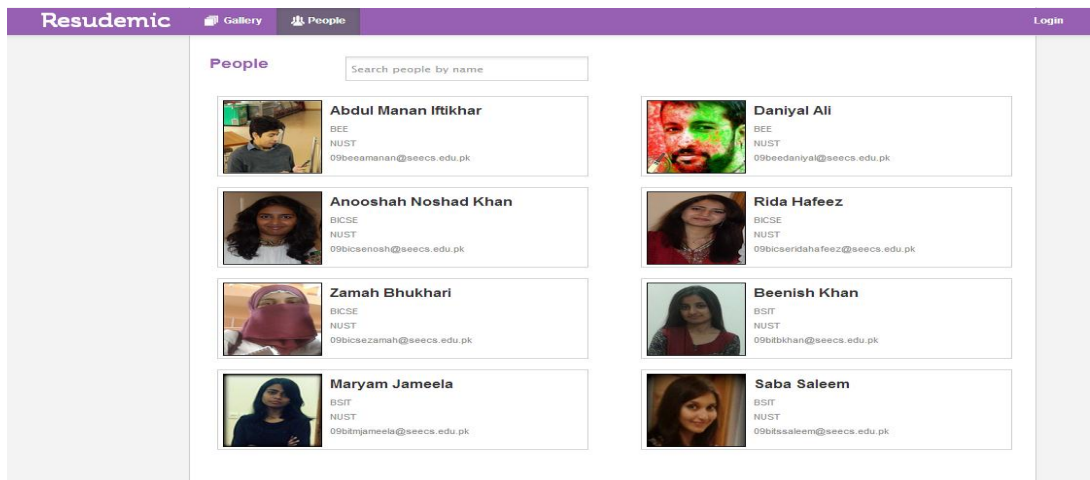 Resudemic
Gallery
People
Login
People
Search people by name
Abdul Manan Iftikhar
BEE
NUST
09beeamanan@seecs.edu.pk
Daniyal Ali
BEE
NUST
09beedaniyal@seecs.edu.pk
Anooshah Noshad Khan
BICSE
NUST
09bicsenosh@seecs.edu.pk
Rida Hafeez
BICSE
NUST
09bicseridahafeez@seecs.edu.pk
Zamah Bhukhari
BICSE
NUST
09bicsezamah@seecs.edu.pk
Beenish Khan
BSIT
NUST
09bitbkhan@seecs.edu.pk
Maryam Jameela
BSIT
NUST
09bitmjameela@seecs.edu.pk
Saba Saleem
BSIT
NUST
09bitssaleem@seecs.edu.pk